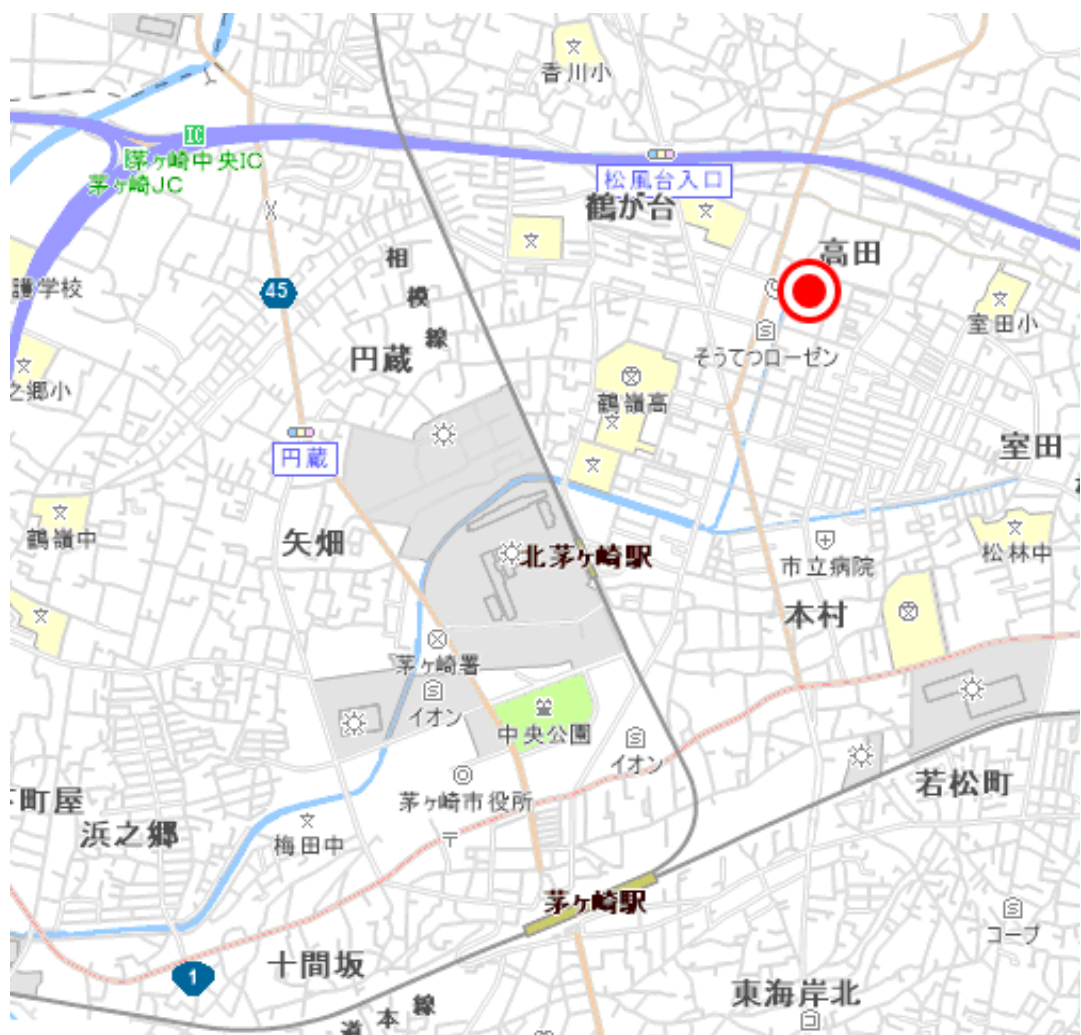 香川小
IC
茅ヶ崎中央IC
茅ヶ崎JC
松風台入口
鶴が台
高田
相模線
45
護学校
室田小
円蔵
そうてつローゼン
之郷小
鶴嶺高
円蔵
室田
鶴嶺中
矢畑
北茅ヶ崎駅
市立病院
松林中
本村
茅ヶ崎署
イオン
中央公園
イオン
茅ヶ崎市役所
若松町
町屋
浜之郷
梅田中
茅ヶ崎駅
コープ
十間坂
1
東海岸北
道本線